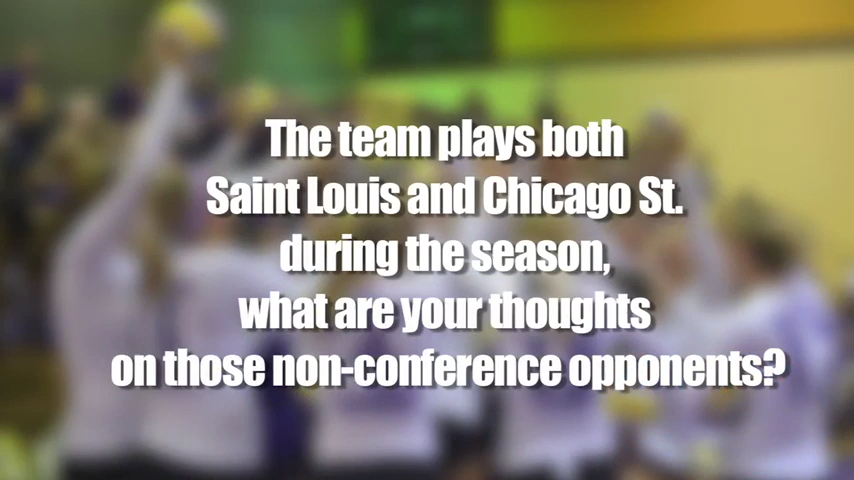 The team plays both
Saint Louis and Chicago St.
during the season,
what are your thoughts
on those non-conference opponents?